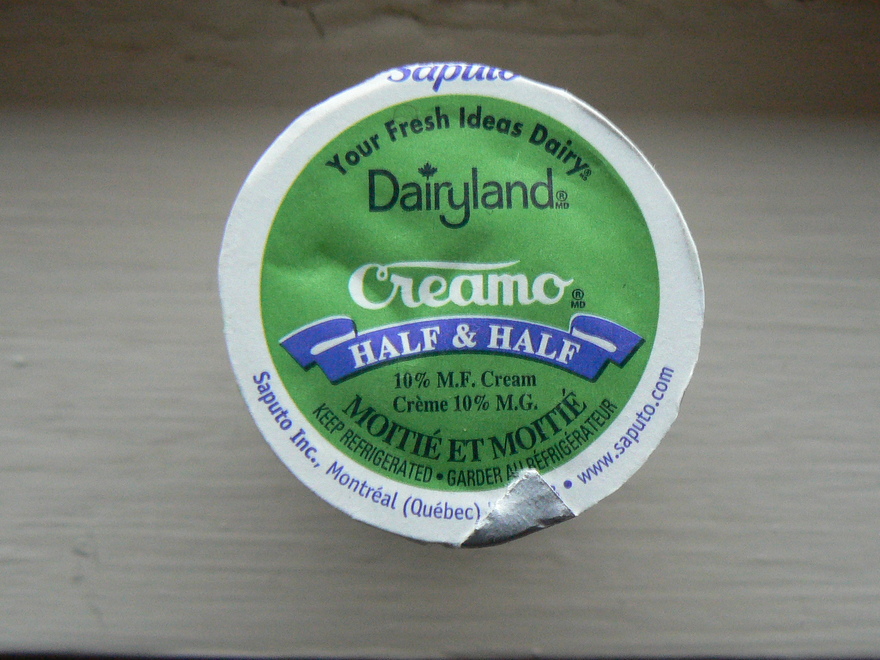 Saputo
Your Fresh Ideas Dairy®
Dairyland ® MD
Creamo ® MD
HALF & HALF
10% M.F. Cream
Crème 10% M.G.
MOITIÉ ET MOITIÉ
KEEP REFRIGERATED • GARDER AU RÉFRIGÉRATEUR
Saputo Inc., Montréal (Québec) • www.saputo.com